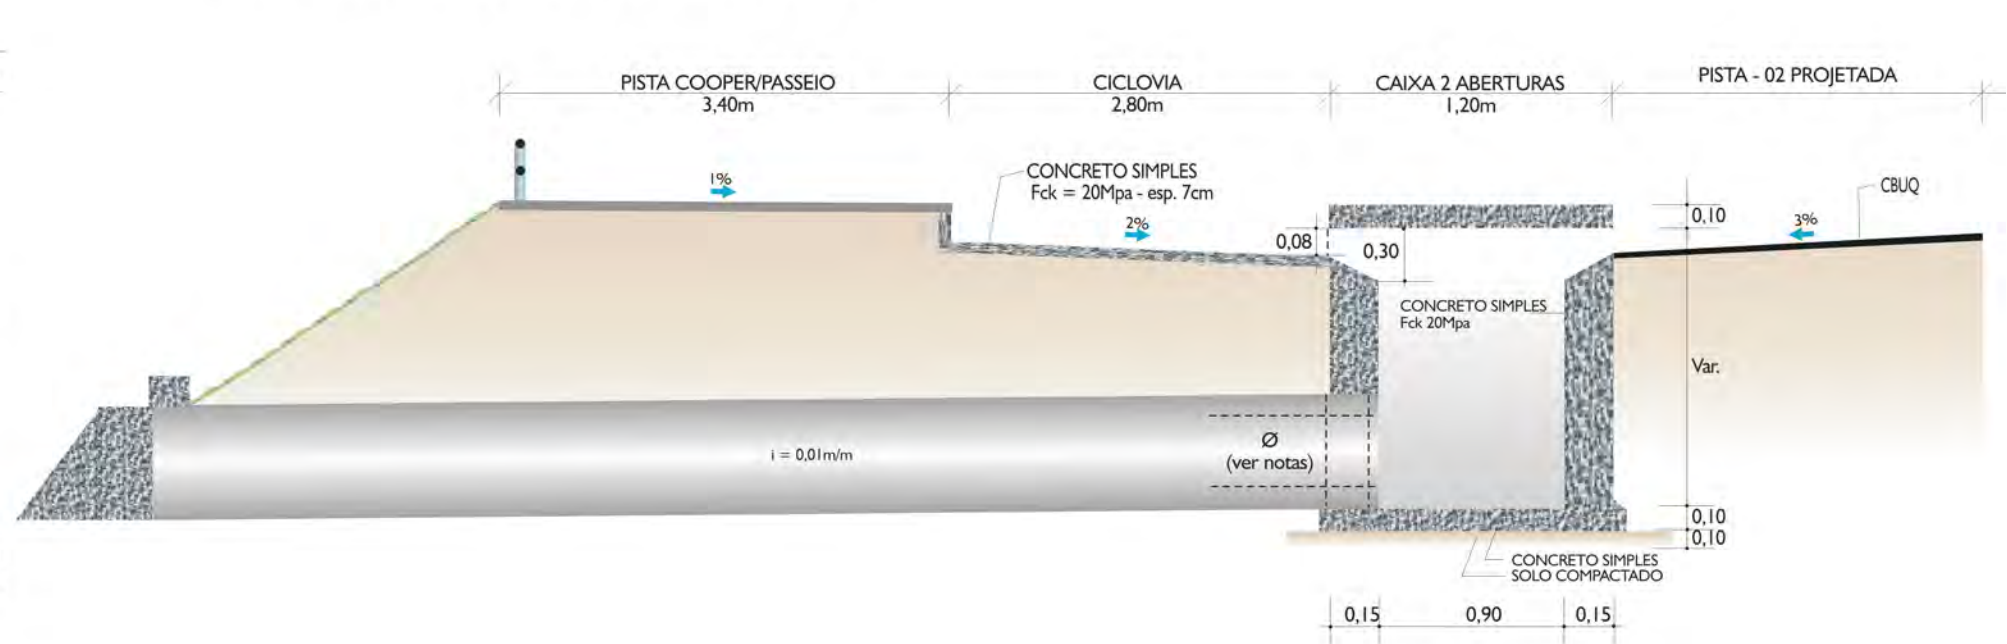 PISTA COOPER/PASSEIO
3,40m
CICLOVIA
2,80m
CAIXA 2 ABERTURAS
1,20m
PISTA - 02 PROJETADA
1%
CONCRETO SIMPLES
Fck = 20Mpa - esp. 7cm
2%
0,08
0,30
0,10
3%
CBUQ
CONCRETO SIMPLES
Fck 20Mpa
Var.
i = 0,01m/m
Ø
(ver notas)
0,10
0,10
CONCRETO SIMPLES
SOLO COMPACTADO
0,15
0,90
0,15